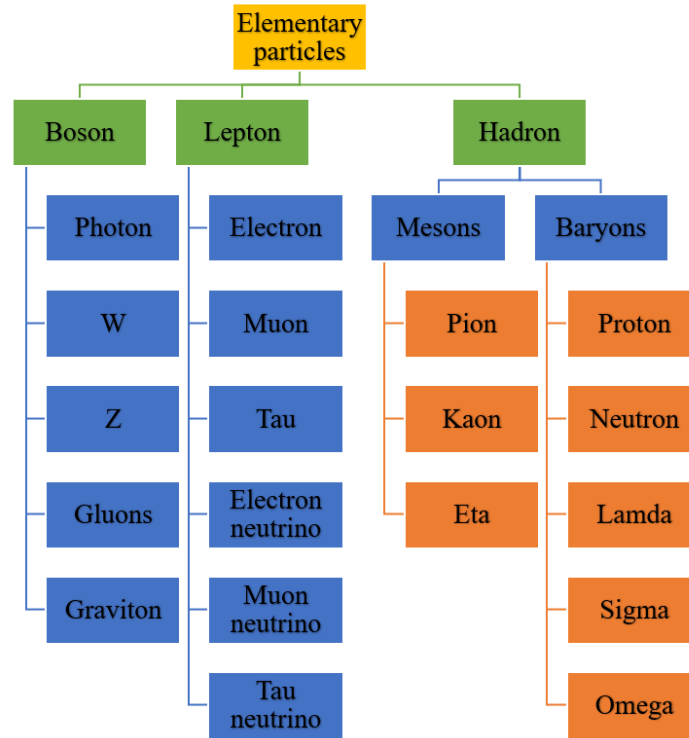 Elementary
particles
Boson
Lepton
Hadron
Photon
Electron
Mesons
Baryons
W
Muon
Pion
Proton
Z
Tau
Kaon
Neutron
Gluons
Electron
neutrino
Eta
Lamda
Graviton
Muon
neutrino
Sigma
Tau
neutrino
Omega